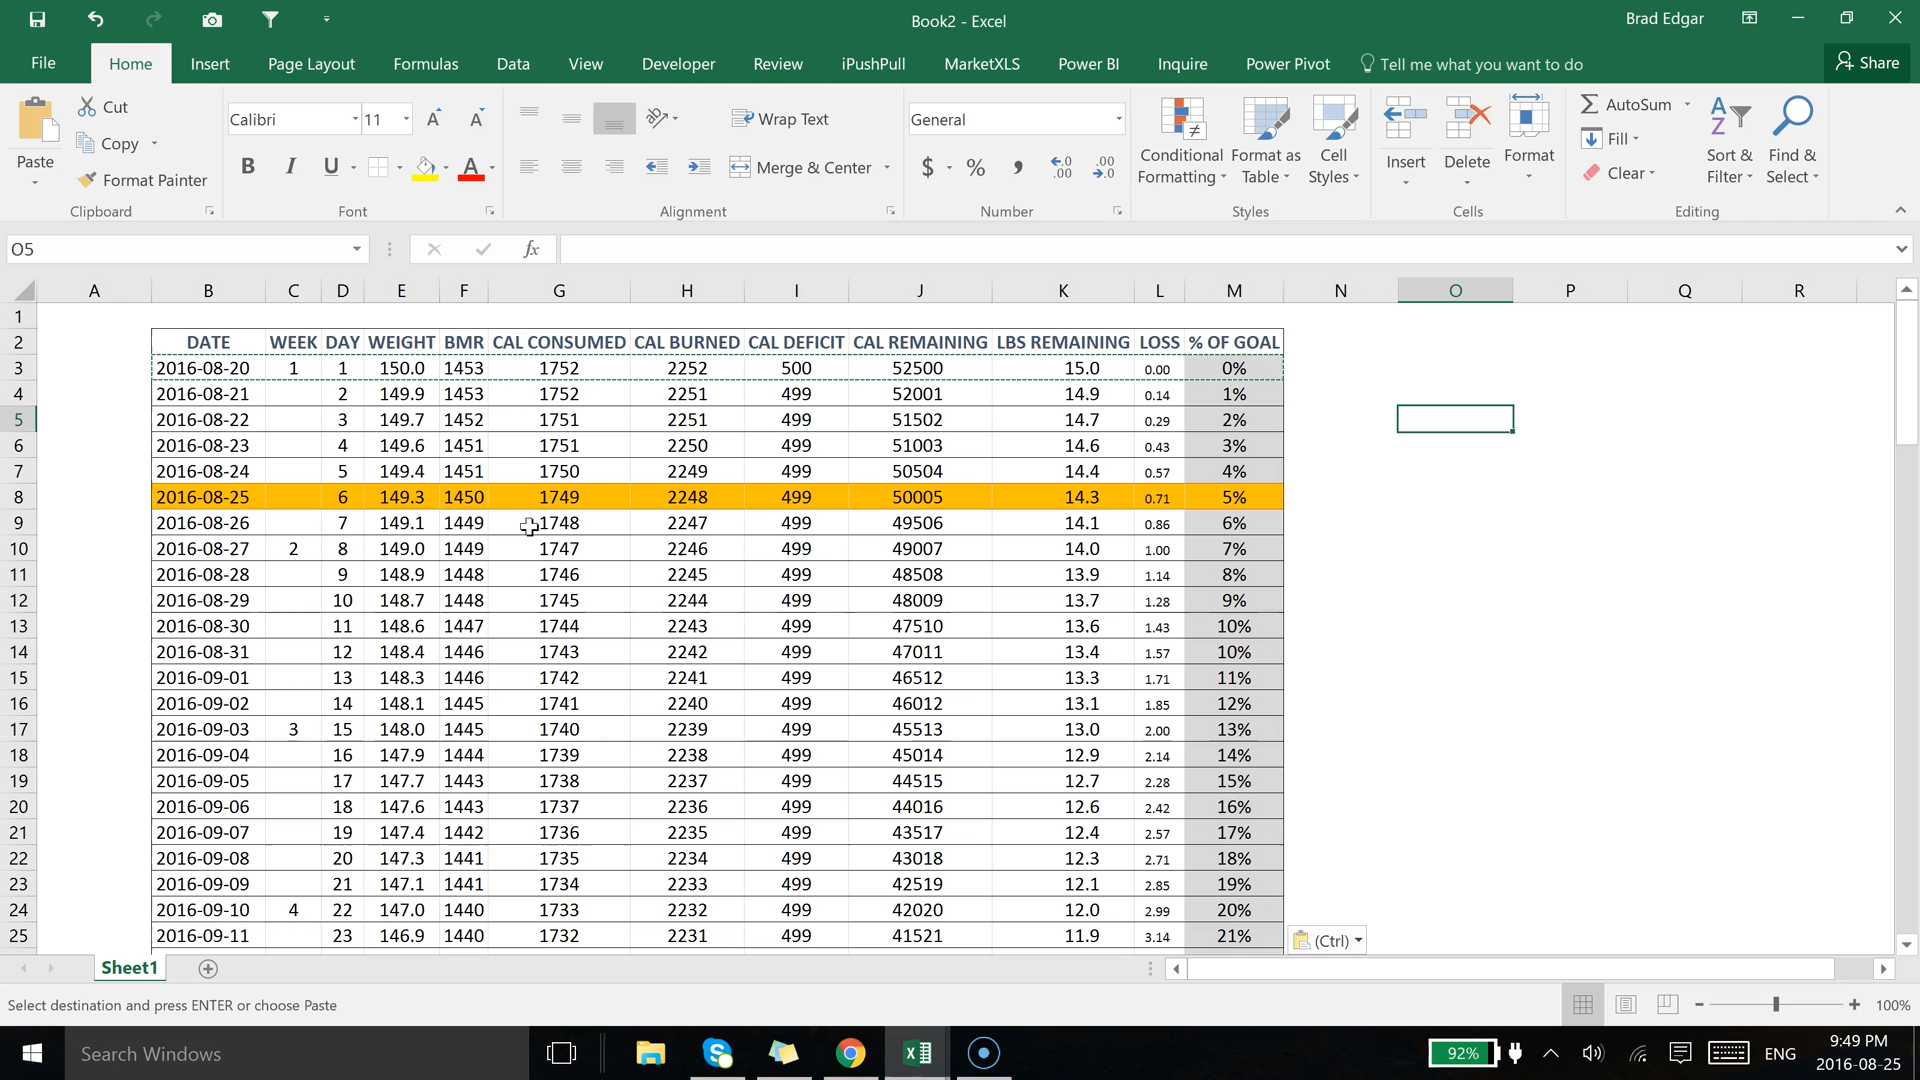 Book2 - Excel
Brad Edgar
File Home Insert Page Layout Formulas Data View Developer Review iPushPull MarketXLS Power BI Inquire Power Pivot Tell me what you want to do Share
Paste
Cut
Copy
Format Painter
Clipboard
Calibri 11
B I U A
Font
Wrap Text
Merge & Center
Alignment
General
$ % , .0 .00 .00 .0
Number
Conditional Formatting
Format as Table
Cell Styles
Styles
Insert Delete Format
Cells
AutoSum
Fill
Clear
Sort & Filter
Find & Select
Editing
O5 fx
A B C D E F G H I J K L M N O P Q R
1
2 DATE WEEK DAY WEIGHT BMR CAL CONSUMED CAL BURNED CAL DEFICIT CAL REMAINING LBS REMAINING LOSS % OF GOAL
3 2016-08-20 1 1 150.0 1453 1752 2252 500 52500 15.0 0.00 0%
4 2016-08-21 2 149.9 1453 1752 2251 499 52001 14.9 0.14 1%
5 2016-08-22 3 149.7 1452 1751 2251 499 51502 14.7 0.29 2%
6 2016-08-23 4 149.6 1451 1751 2250 499 51003 14.6 0.43 3%
7 2016-08-24 5 149.4 1451 1750 2249 499 50504 14.4 0.57 4%
8 2016-08-25 6 149.3 1450 1749 2248 499 50005 14.3 0.71 5%
9 2016-08-26 7 149.1 1449 1748 2247 499 49506 14.1 0.86 6%
10 2016-08-27 2 8 149.0 1449 1747 2246 499 49007 14.0 1.00 7%
11 2016-08-28 9 148.9 1448 1746 2245 499 48508 13.9 1.14 8%
12 2016-08-29 10 148.7 1448 1745 2244 499 48009 13.7 1.28 9%
13 2016-08-30 11 148.6 1447 1744 2243 499 47510 13.6 1.43 10%
14 2016-08-31 12 148.4 1446 1743 2242 499 47011 13.4 1.57 10%
15 2016-09-01 13 148.3 1446 1742 2241 499 46512 13.3 1.71 11%
16 2016-09-02 14 148.1 1445 1741 2240 499 46012 13.1 1.85 12%
17 2016-09-03 3 15 148.0 1445 1740 2239 499 45513 13.0 2.00 13%
18 2016-09-04 16 147.9 1444 1739 2238 499 45014 12.9 2.14 14%
19 2016-09-05 17 147.7 1443 1738 2237 499 44515 12.7 2.28 15%
20 2016-09-06 18 147.6 1443 1737 2236 499 44016 12.6 2.42 16%
21 2016-09-07 19 147.4 1442 1736 2235 499 43517 12.4 2.57 17%
22 2016-09-08 20 147.3 1441 1735 2234 499 43018 12.3 2.71 18%
23 2016-09-09 21 147.1 1441 1734 2233 499 42519 12.1 2.85 19%
24 2016-09-10 4 22 147.0 1440 1733 2232 499 42020 12.0 2.99 20%
25 2016-09-11 23 146.9 1440 1732 2231 499 41521 11.9 3.14 21%
(Ctrl)
Sheet1
Select destination and press ENTER or choose Paste
100%
Search Windows
92%
ENG
9:49 PM
2016-08-25